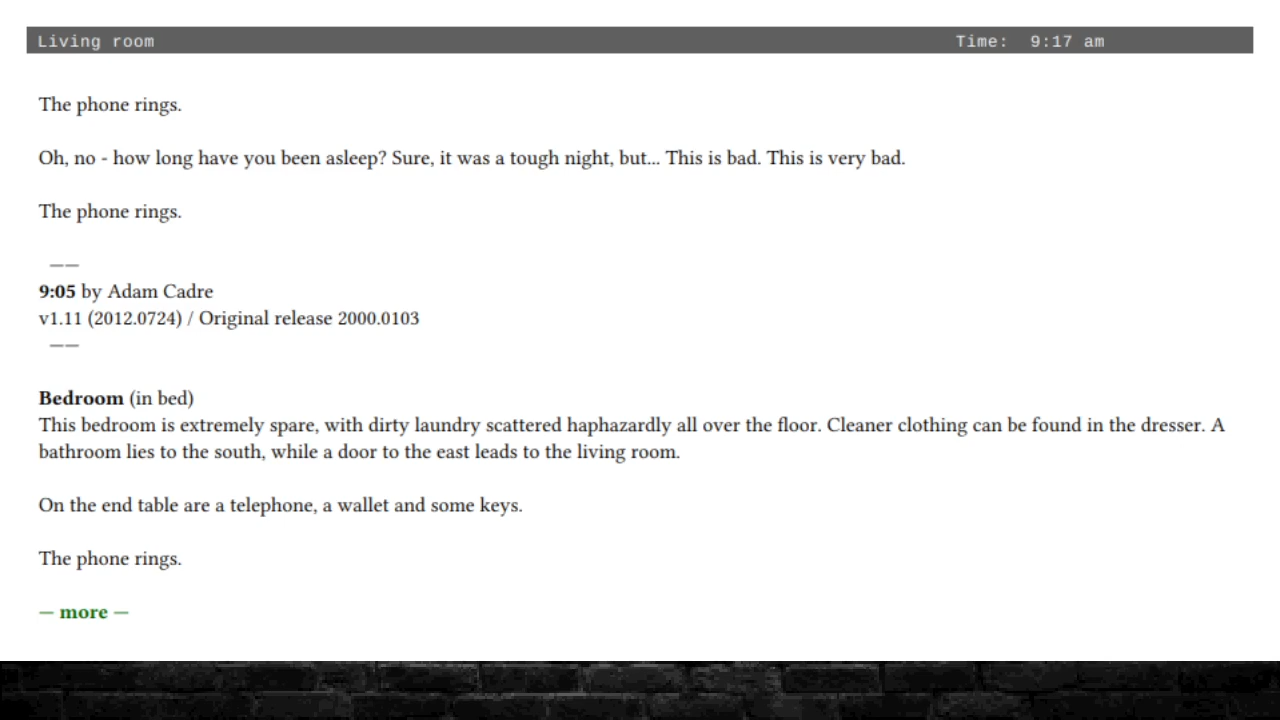 Living room Time: 9:17 am
The phone rings.
Oh, no - how long have you been asleep? Sure, it was a tough night, but... This is bad. This is very bad.
The phone rings.
——
9:05 by Adam Cadre
v1.11 (2012.0724) / Original release 2000.0103
——
Bedroom (in bed)
This bedroom is extremely spare, with dirty laundry scattered haphazardly all over the floor. Cleaner clothing can be found in the dresser. A
bathroom lies to the south, while a door to the east leads to the living room.
On the end table are a telephone, a wallet and some keys.
The phone rings.
— more —